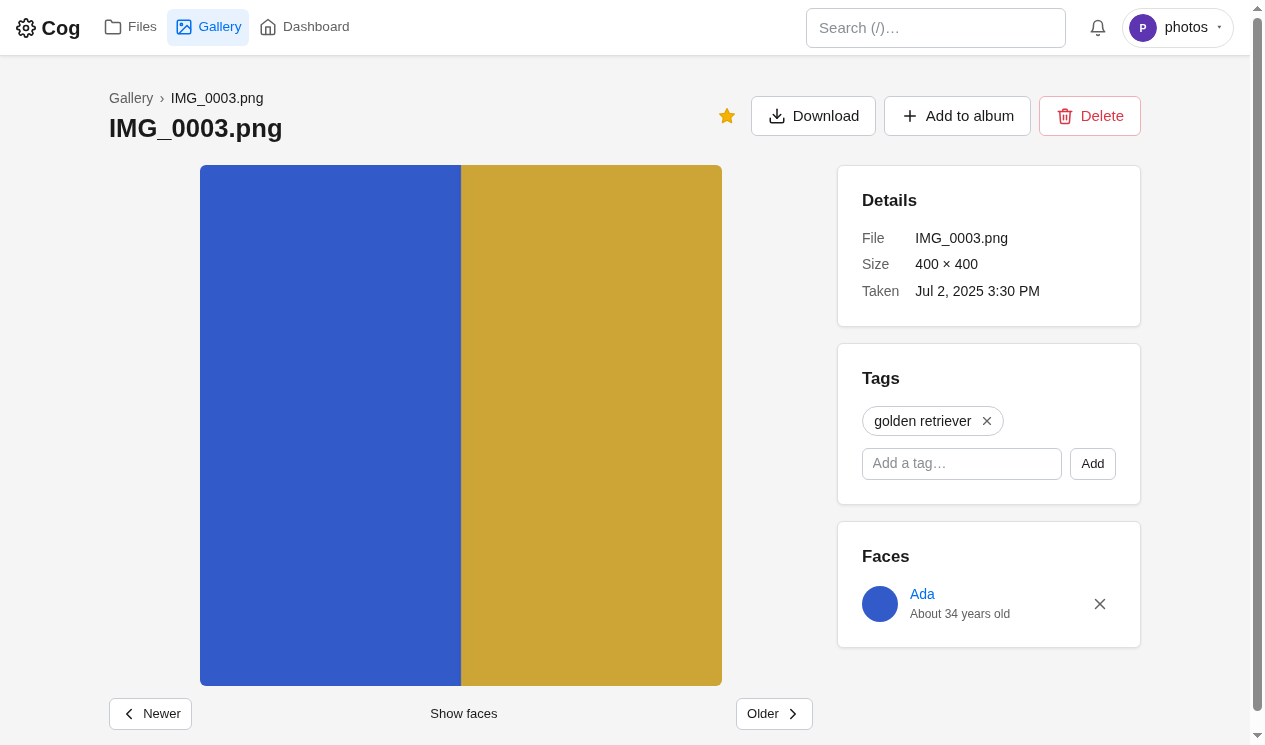 Cog
Files
Gallery
Dashboard
Search (/)…
P
photos
Gallery › IMG_0003.png
IMG_0003.png
Download
Add to album
Delete
Details
File IMG_0003.png
Size 400 × 400
Taken Jul 2, 2025 3:30 PM
Tags
golden retriever
Add a tag…
Add
Faces
Ada
About 34 years old
Newer
Show faces
Older